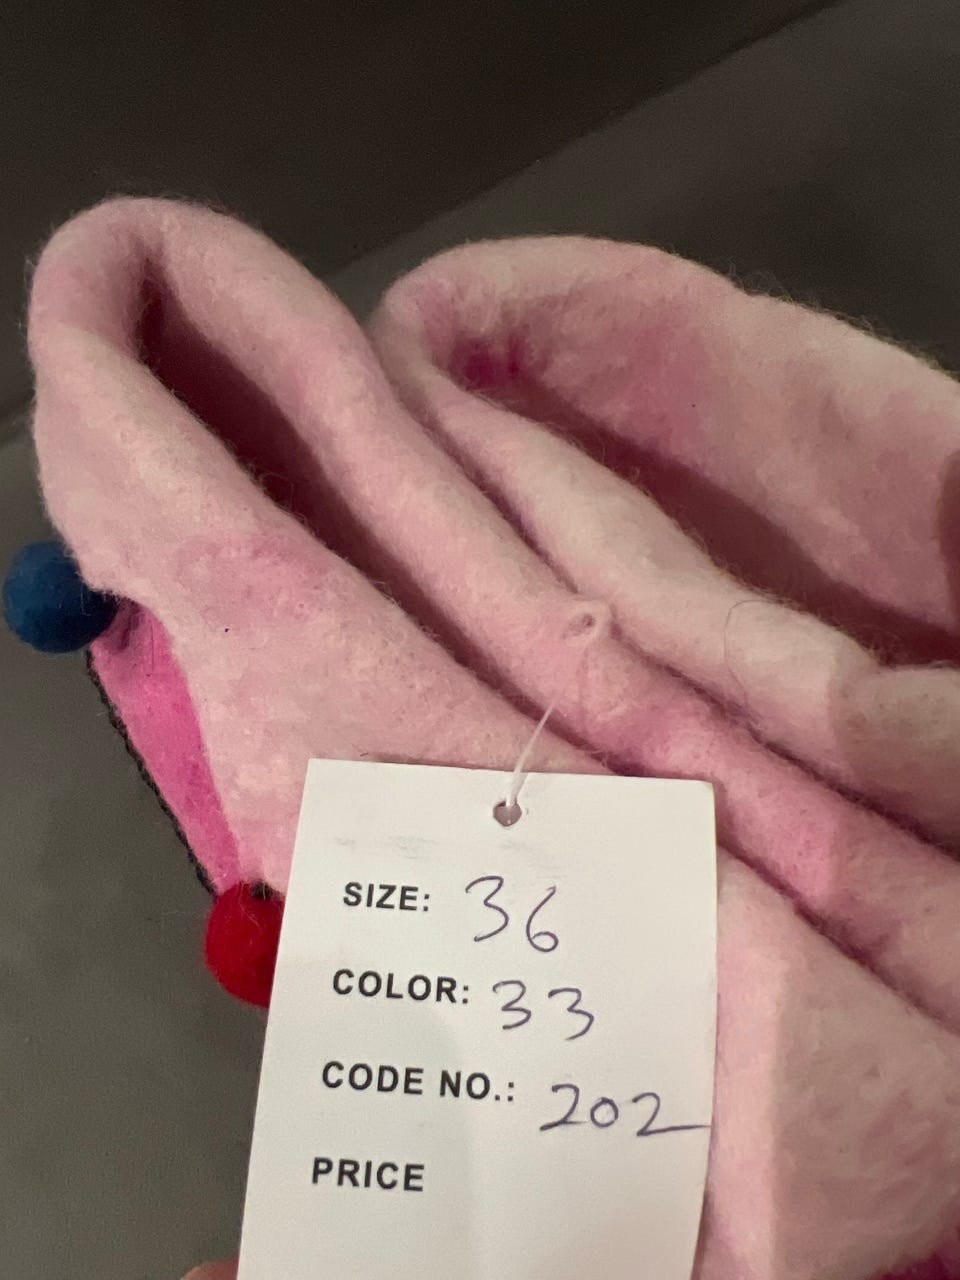 SIZE: 36
COLOR: 33
CODE NO.: 202
PRICE